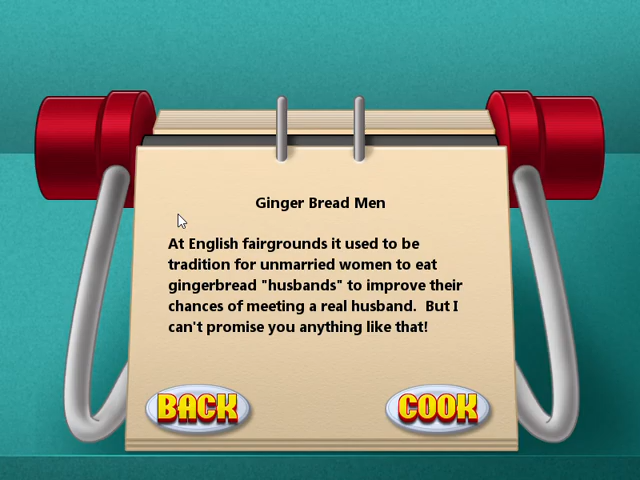 Ginger Bread Men
At English fairgrounds it used to be
tradition for unmarried women to eat
gingerbread "husbands" to improve their
chances of meeting a real husband.  But I
can't promise you anything like that!
BACK COOK